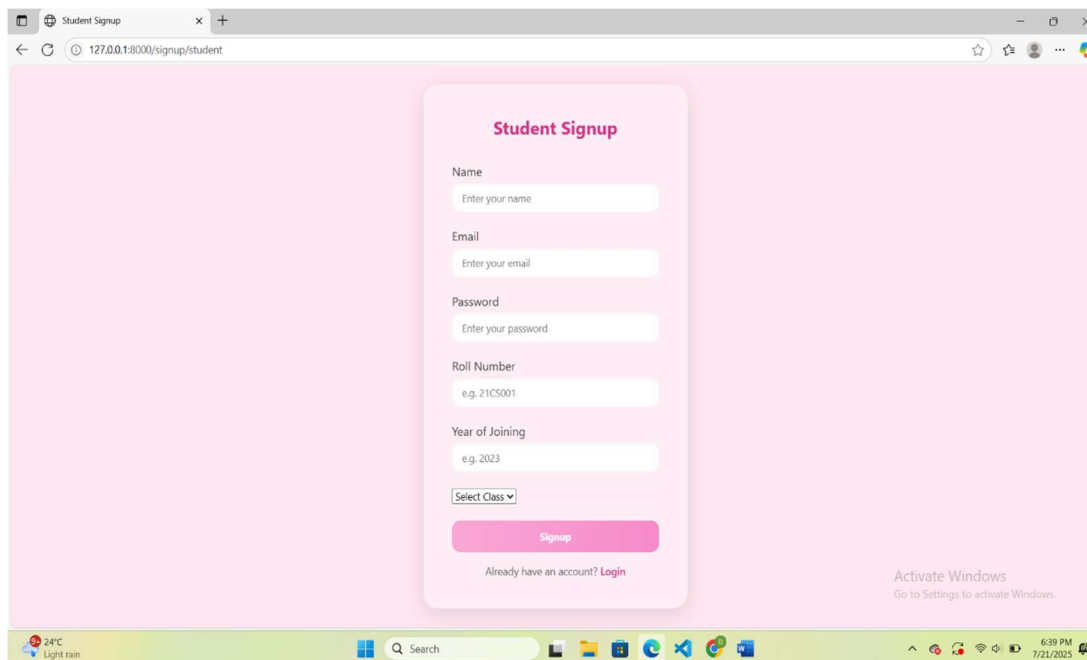 Student Signup
127.0.0.1:8000/signup/student
Student Signup
Name
Enter your name
Email
Enter your email
Password
Enter your password
Roll Number
e.g. 21CS001
Year of Joining
e.g. 2023
Select Class
Signup
Already have an account? Login
Activate Windows
Go to Settings to activate Windows.
9+
24°C
Light rain
Search
6:39 PM
7/21/2025